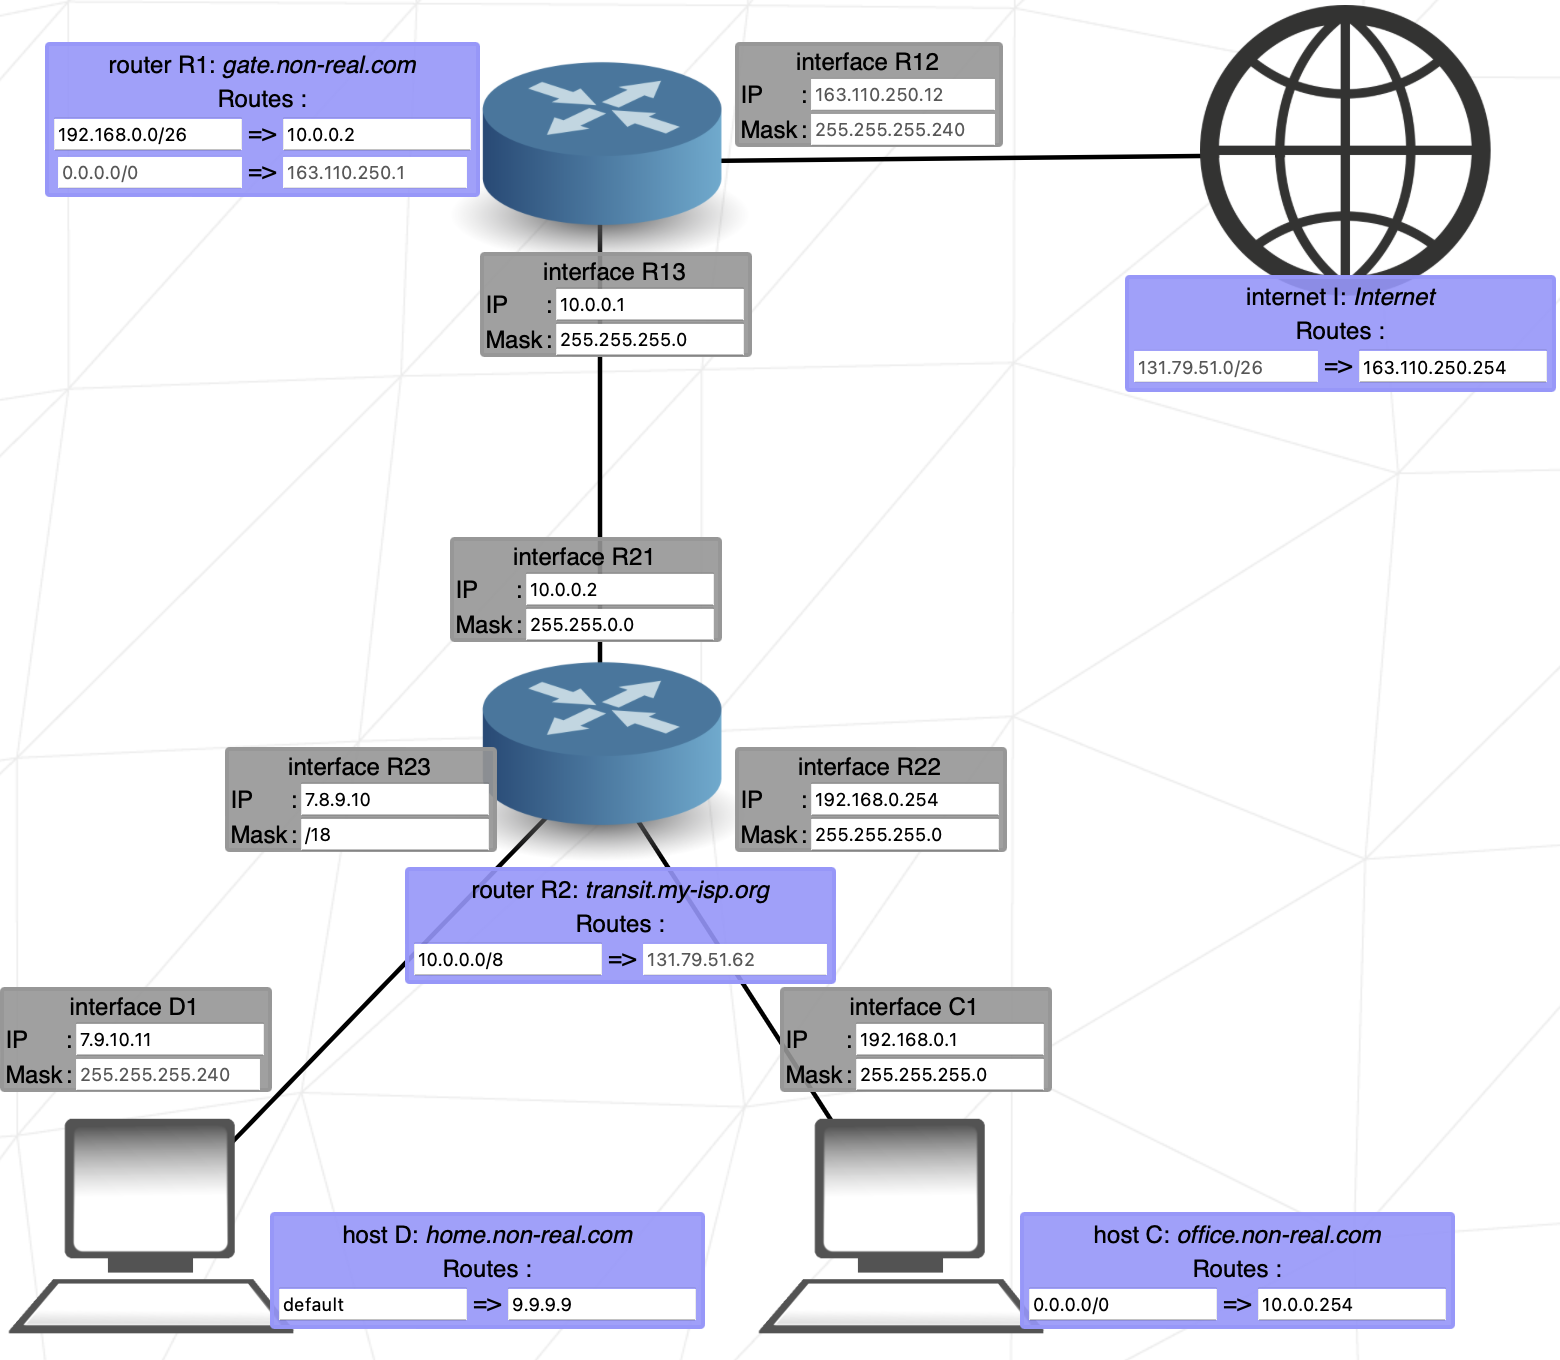 router R1: gate.non-real.com
Routes :
192.168.0.0/26 => 10.0.0.2
0.0.0.0/0 => 163.110.250.1
interface R12
IP : 163.110.250.12
Mask : 255.255.255.240
interface R13
IP : 10.0.0.1
Mask : 255.255.255.0
internet I: Internet
Routes :
131.79.51.0/26 => 163.110.250.254
interface R21
IP : 10.0.0.2
Mask : 255.255.0.0
interface R23
IP : 7.8.9.10
Mask : /18
interface R22
IP : 192.168.0.254
Mask : 255.255.255.0
router R2: transit.my-isp.org
Routes :
10.0.0.0/8 => 131.79.51.62
interface D1
IP : 7.9.10.11
Mask : 255.255.255.240
interface C1
IP : 192.168.0.1
Mask : 255.255.255.0
host D: home.non-real.com
Routes :
default => 9.9.9.9
host C: office.non-real.com
Routes :
0.0.0.0/0 => 10.0.0.254